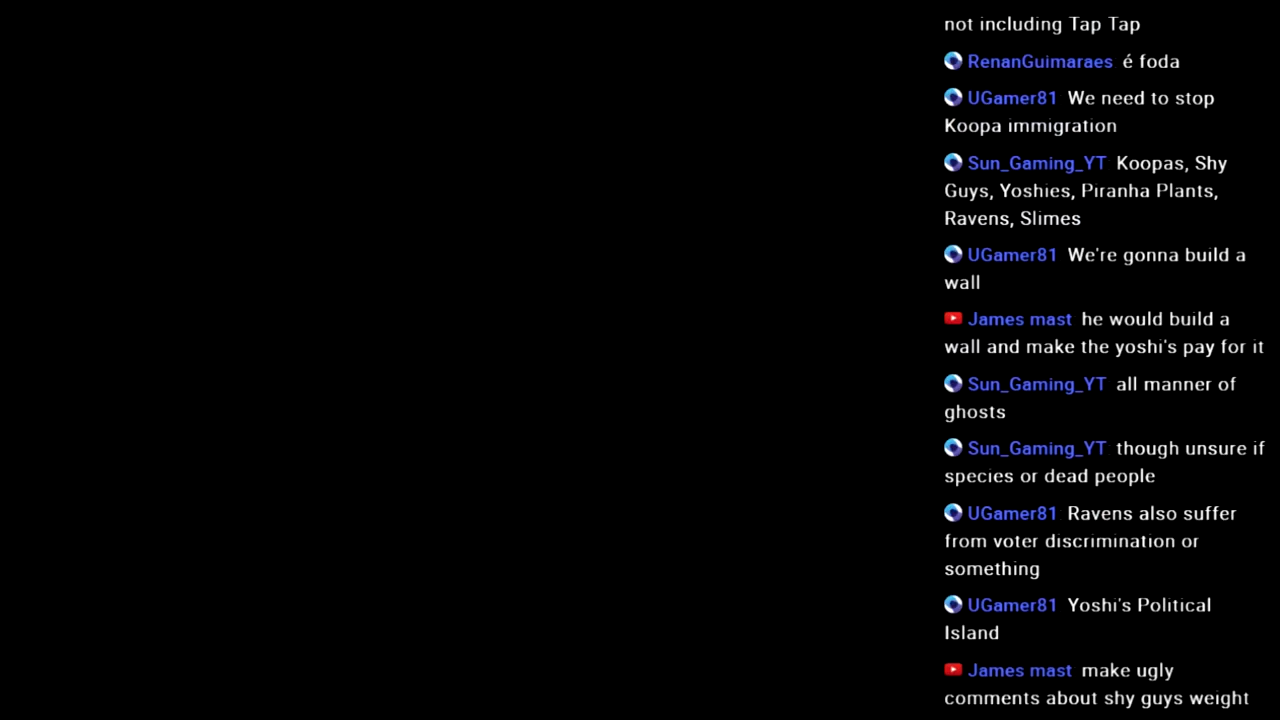 not including Tap Tap
RenanGuimaraes é foda
UGamer81 We need to stop
Koopa immigration
Sun_Gaming_YT Koopas, Shy
Guys, Yoshies, Piranha Plants,
Ravens, Slimes
UGamer81 We're gonna build a
wall
James mast he would build a
wall and make the yoshi's pay for it
Sun_Gaming_YT all manner of
ghosts
Sun_Gaming_YT though unsure if
species or dead people
UGamer81 Ravens also suffer
from voter discrimination or
something
UGamer81 Yoshi's Political
Island
James mast make ugly
comments about shy guys weight